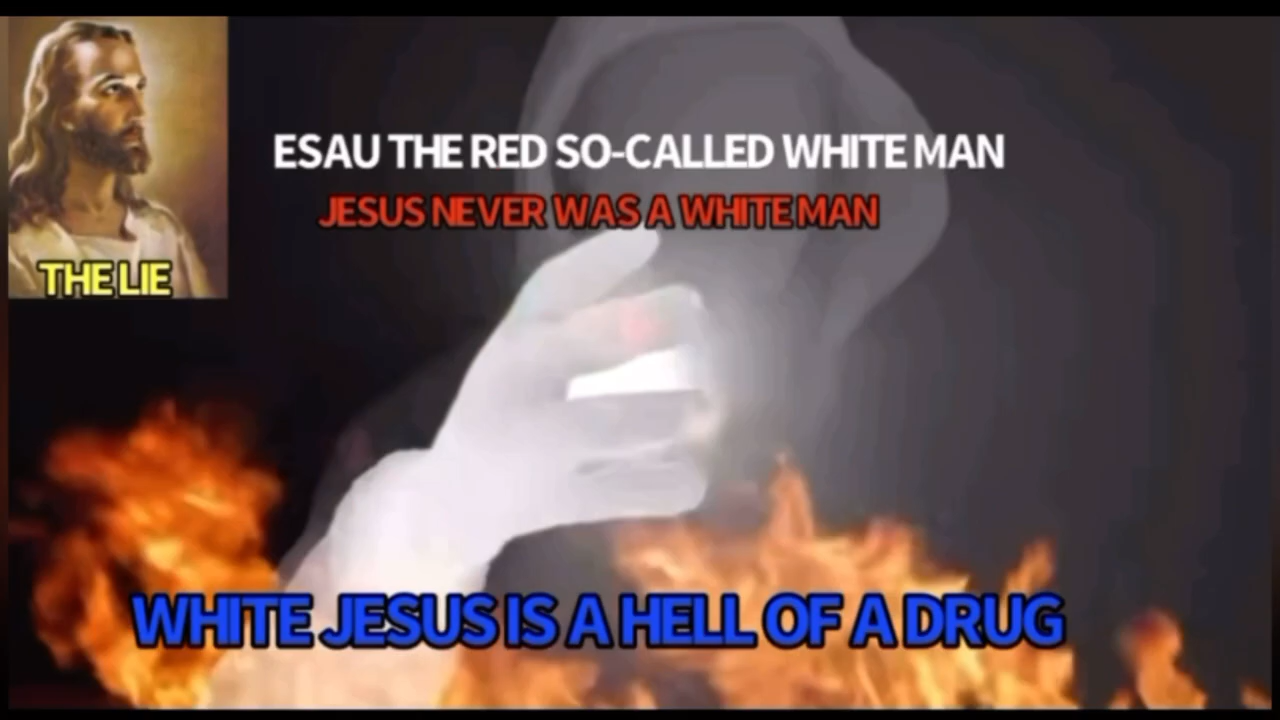 ESAU THE RED SO-CALLED WHITE MAN
JESUS NEVER WAS A WHITE MAN
THE LIE
WHITE JESUS IS A HELL OF A DRUG